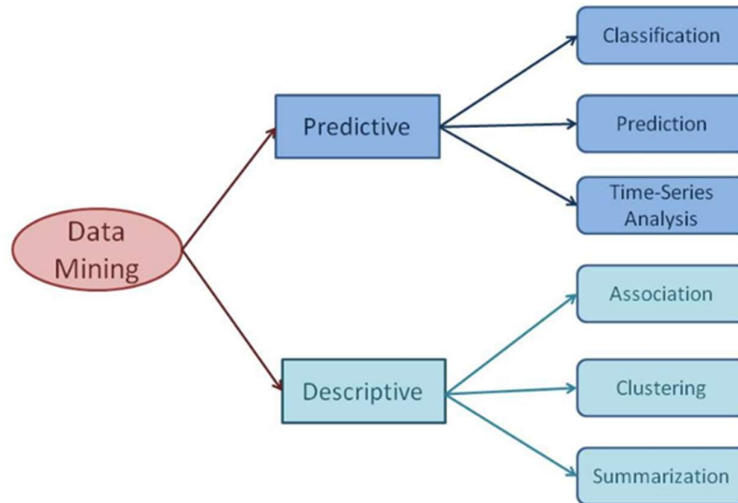 Data
Mining
Predictive
Classification
Prediction
Time-Series
Analysis
Descriptive
Association
Clustering
Summarization